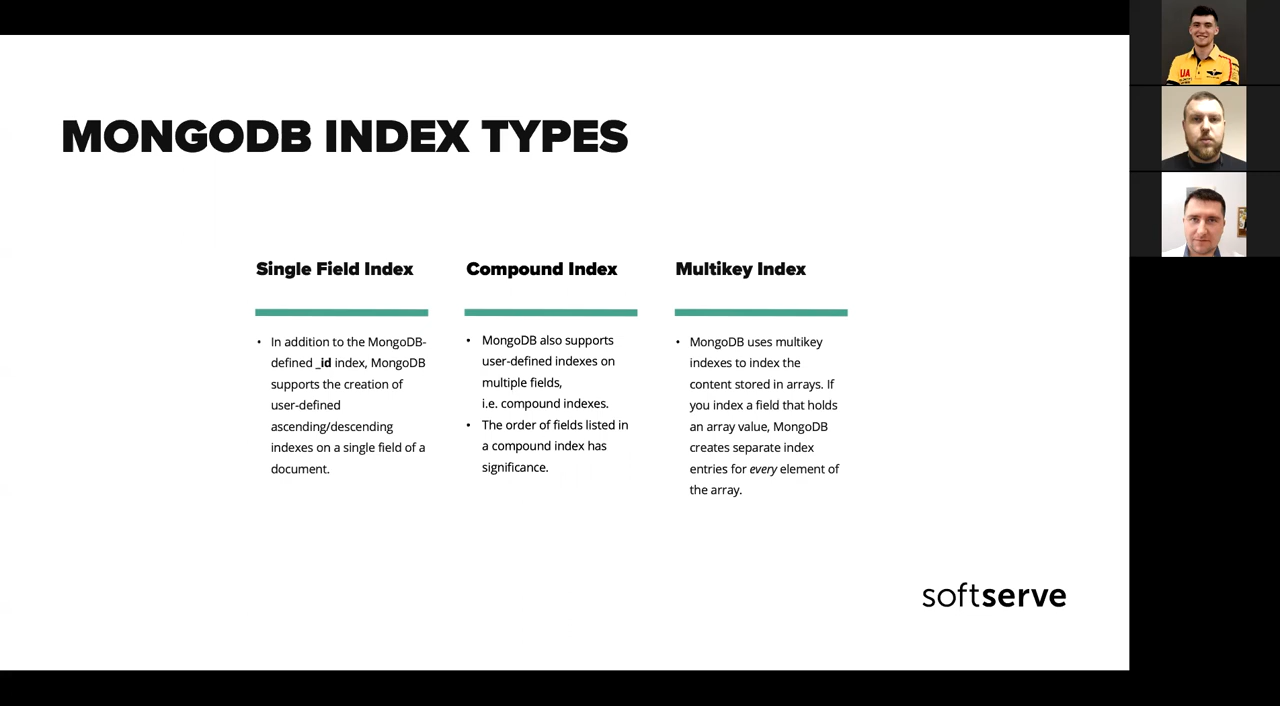 MONGODB INDEX TYPES
Single Field Index
• In addition to the MongoDB-
defined _id index, MongoDB
supports the creation of
user-defined
ascending/descending
indexes on a single field of a
document.
Compound Index
• MongoDB also supports
user-defined indexes on
multiple fields,
i.e. compound indexes.
• The order of fields listed in
a compound index has
significance.
Multikey Index
• MongoDB uses multikey
indexes to index the
content stored in arrays. If
you index a field that holds
an array value, MongoDB
creates separate index
entries for every element of
the array.
softserve
UA